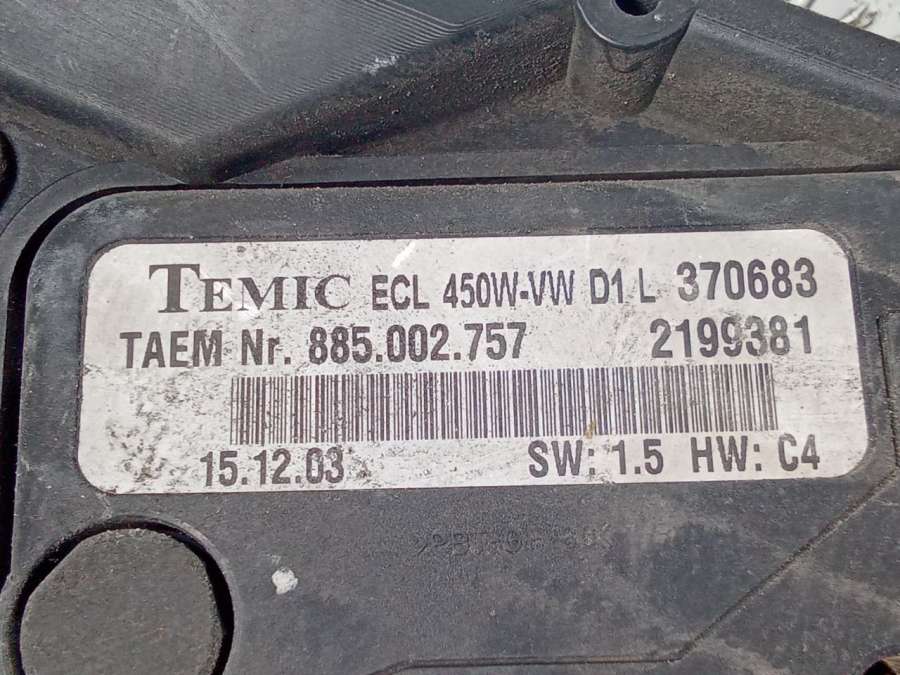 TEMIC ECL 450W-VW D1 L 370683
TAEM Nr. 885.002.757 2199381
15.12.03 SW: 1.5 HW: C4